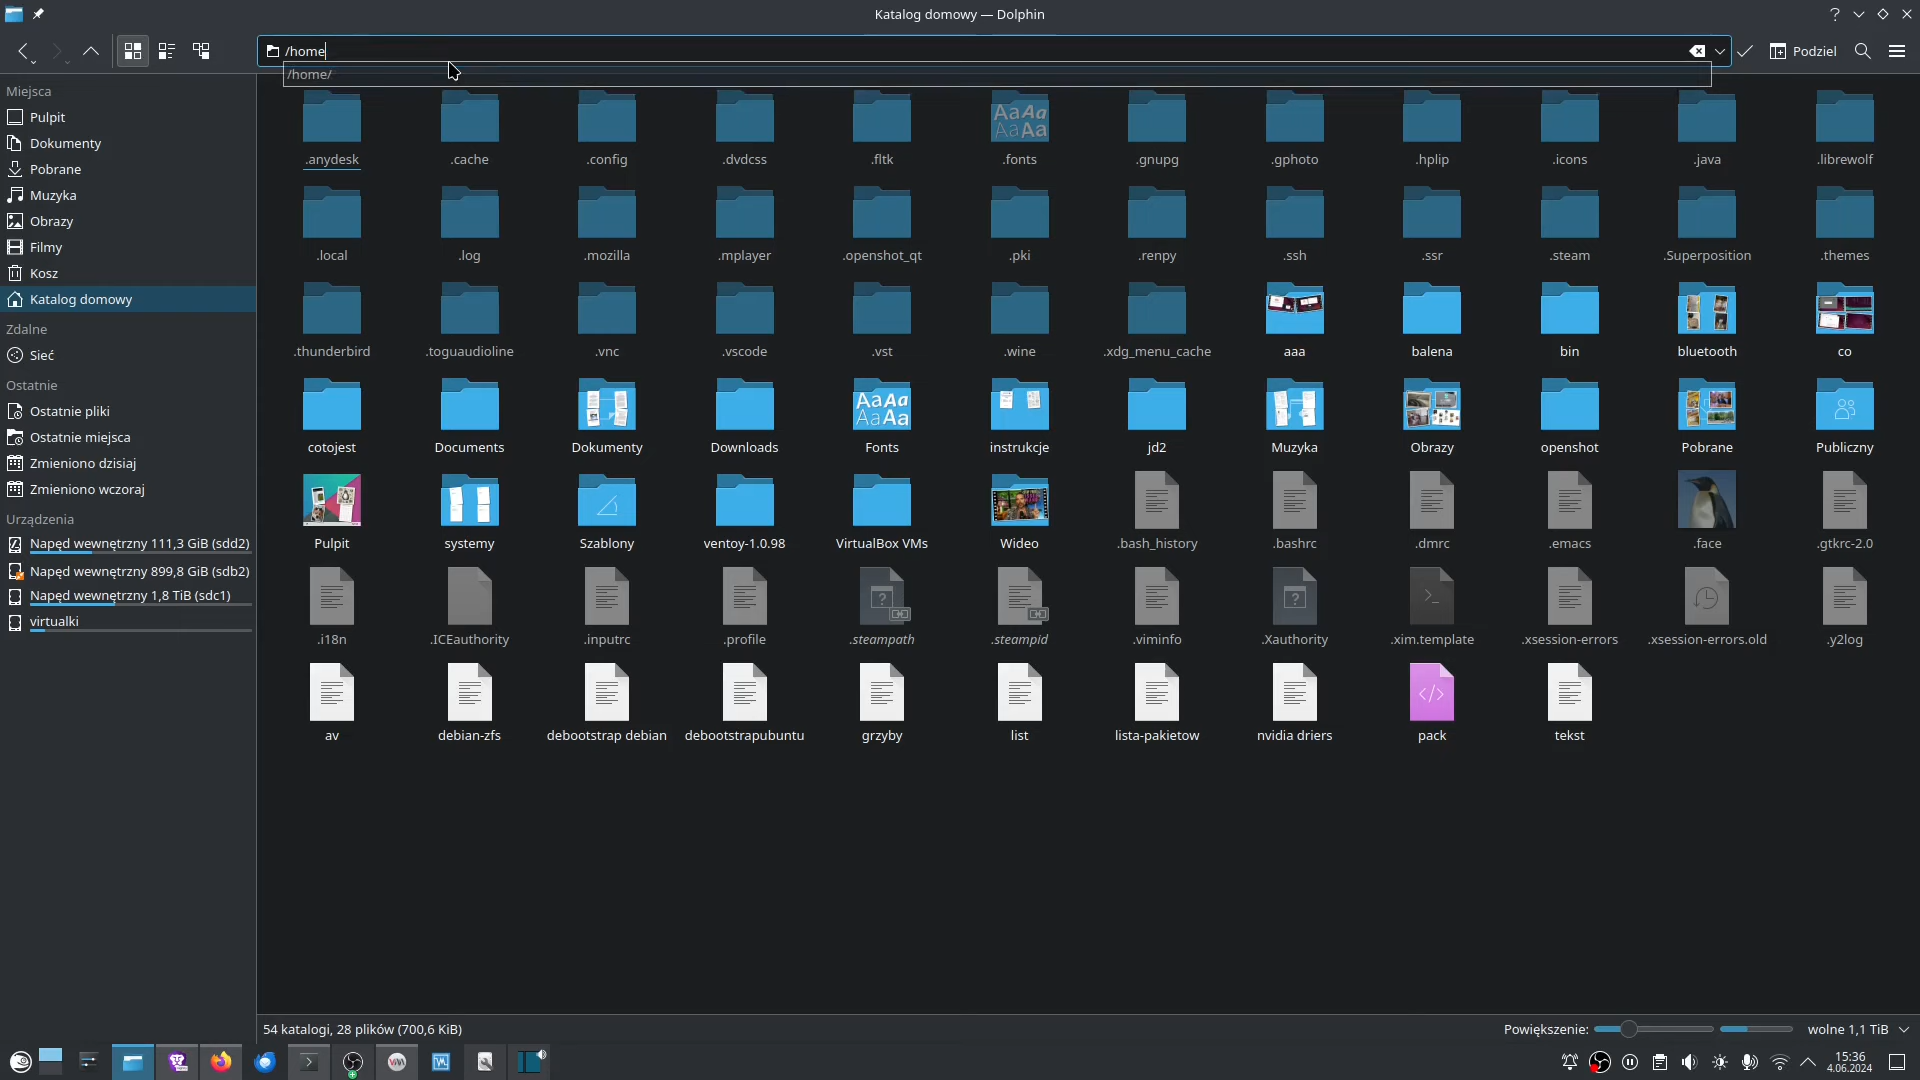 Katalog domowy — Dolphin
?
/home
Podziel
/home/
Miejsca
Pulpit
Dokumenty
Pobrane
Muzyka
Obrazy
Filmy
Kosz
Katalog domowy
Zdalne
Sieć
Ostatnie
Ostatnie pliki
Ostatnie miejsca
Zmieniono dzisiaj
Zmieniono wczoraj
Urządzenia
Napęd wewnętrzny 111,3 GiB (sdd2)
Napęd wewnętrzny 899,8 GiB (sdb2)
Napęd wewnętrzny 1,8 TiB (sdc1)
virtualki
AaAa AaAa
.anydesk .cache .config .dvdcss .fltk .fonts .gnupg .gphoto .hplip .icons .java .librewolf
.local .log .mozilla .mplayer .openshot_qt .pki .renpy .ssh .ssr .steam .Superposition .themes
.thunderbird .toguaudioline .vnc .vscode .vst .wine .xdg_menu_cache aaa balena bin bluetooth co
AaAa AaAa
cotojest Documents Dokumenty Downloads Fonts instrukcje jd2 Muzyka Obrazy openshot Pobrane Publiczny
Pulpit systemy Szablony ventoy-1.0.98 VirtualBox VMs Wideo .bash_history .bashrc .dmrc .emacs .face .gtkrc-2.0
.i18n .ICEauthority .inputrc .profile .steampath .steampid .viminfo .Xauthority .xim.template .xsession-errors .xsession-errors.old .y2log
av debian-zfs debootstrap debian debootstrapubuntu grzyby list lista-pakietow nvidia driers pack tekst
54 katalogi, 28 plików (700,6 KiB)
Powiększenie:
wolne 1,1 TiB
15:36
4.06.2024